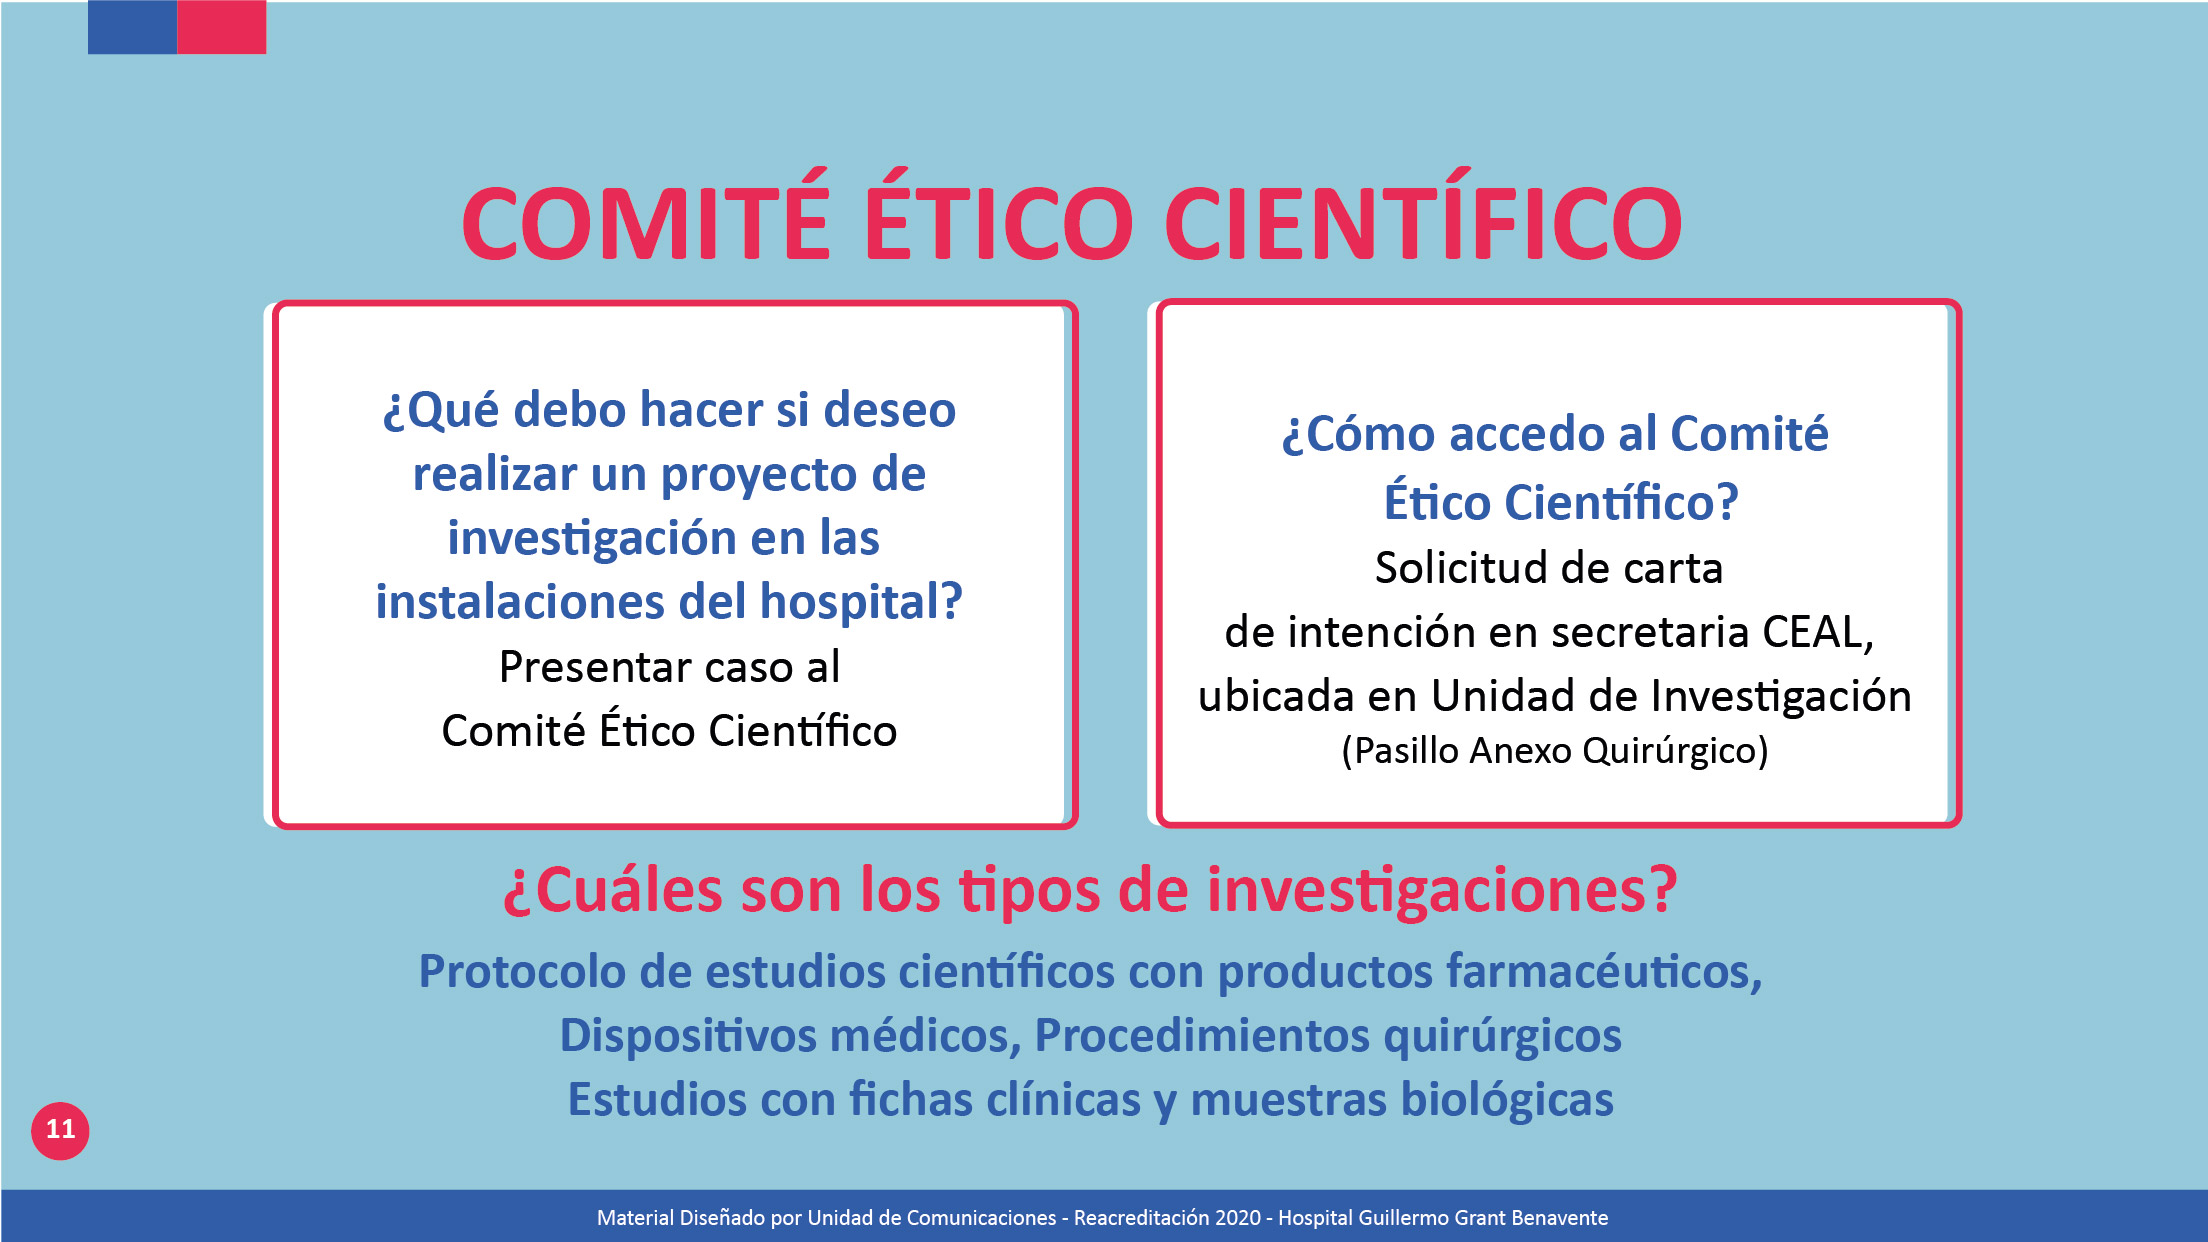 COMITÉ ÉTICO CIENTÍFICO
¿Qué debo hacer si deseo
realizar un proyecto de
investigación en las
instalaciones del hospital?
Presentar caso al
Comité Ético Científico
¿Cómo accedo al Comité
Ético Científico?
Solicitud de carta
de intención en secretaria CEAL,
ubicada en Unidad de Investigación
(Pasillo Anexo Quirúrgico)
¿Cuáles son los tipos de investigaciones?
Protocolo de estudios científicos con productos farmacéuticos,
Dispositivos médicos, Procedimientos quirúrgicos
Estudios con fichas clínicas y muestras biológicas
11
Material Diseñado por Unidad de Comunicaciones - Reacreditación 2020 - Hospital Guillermo Grant Benavente